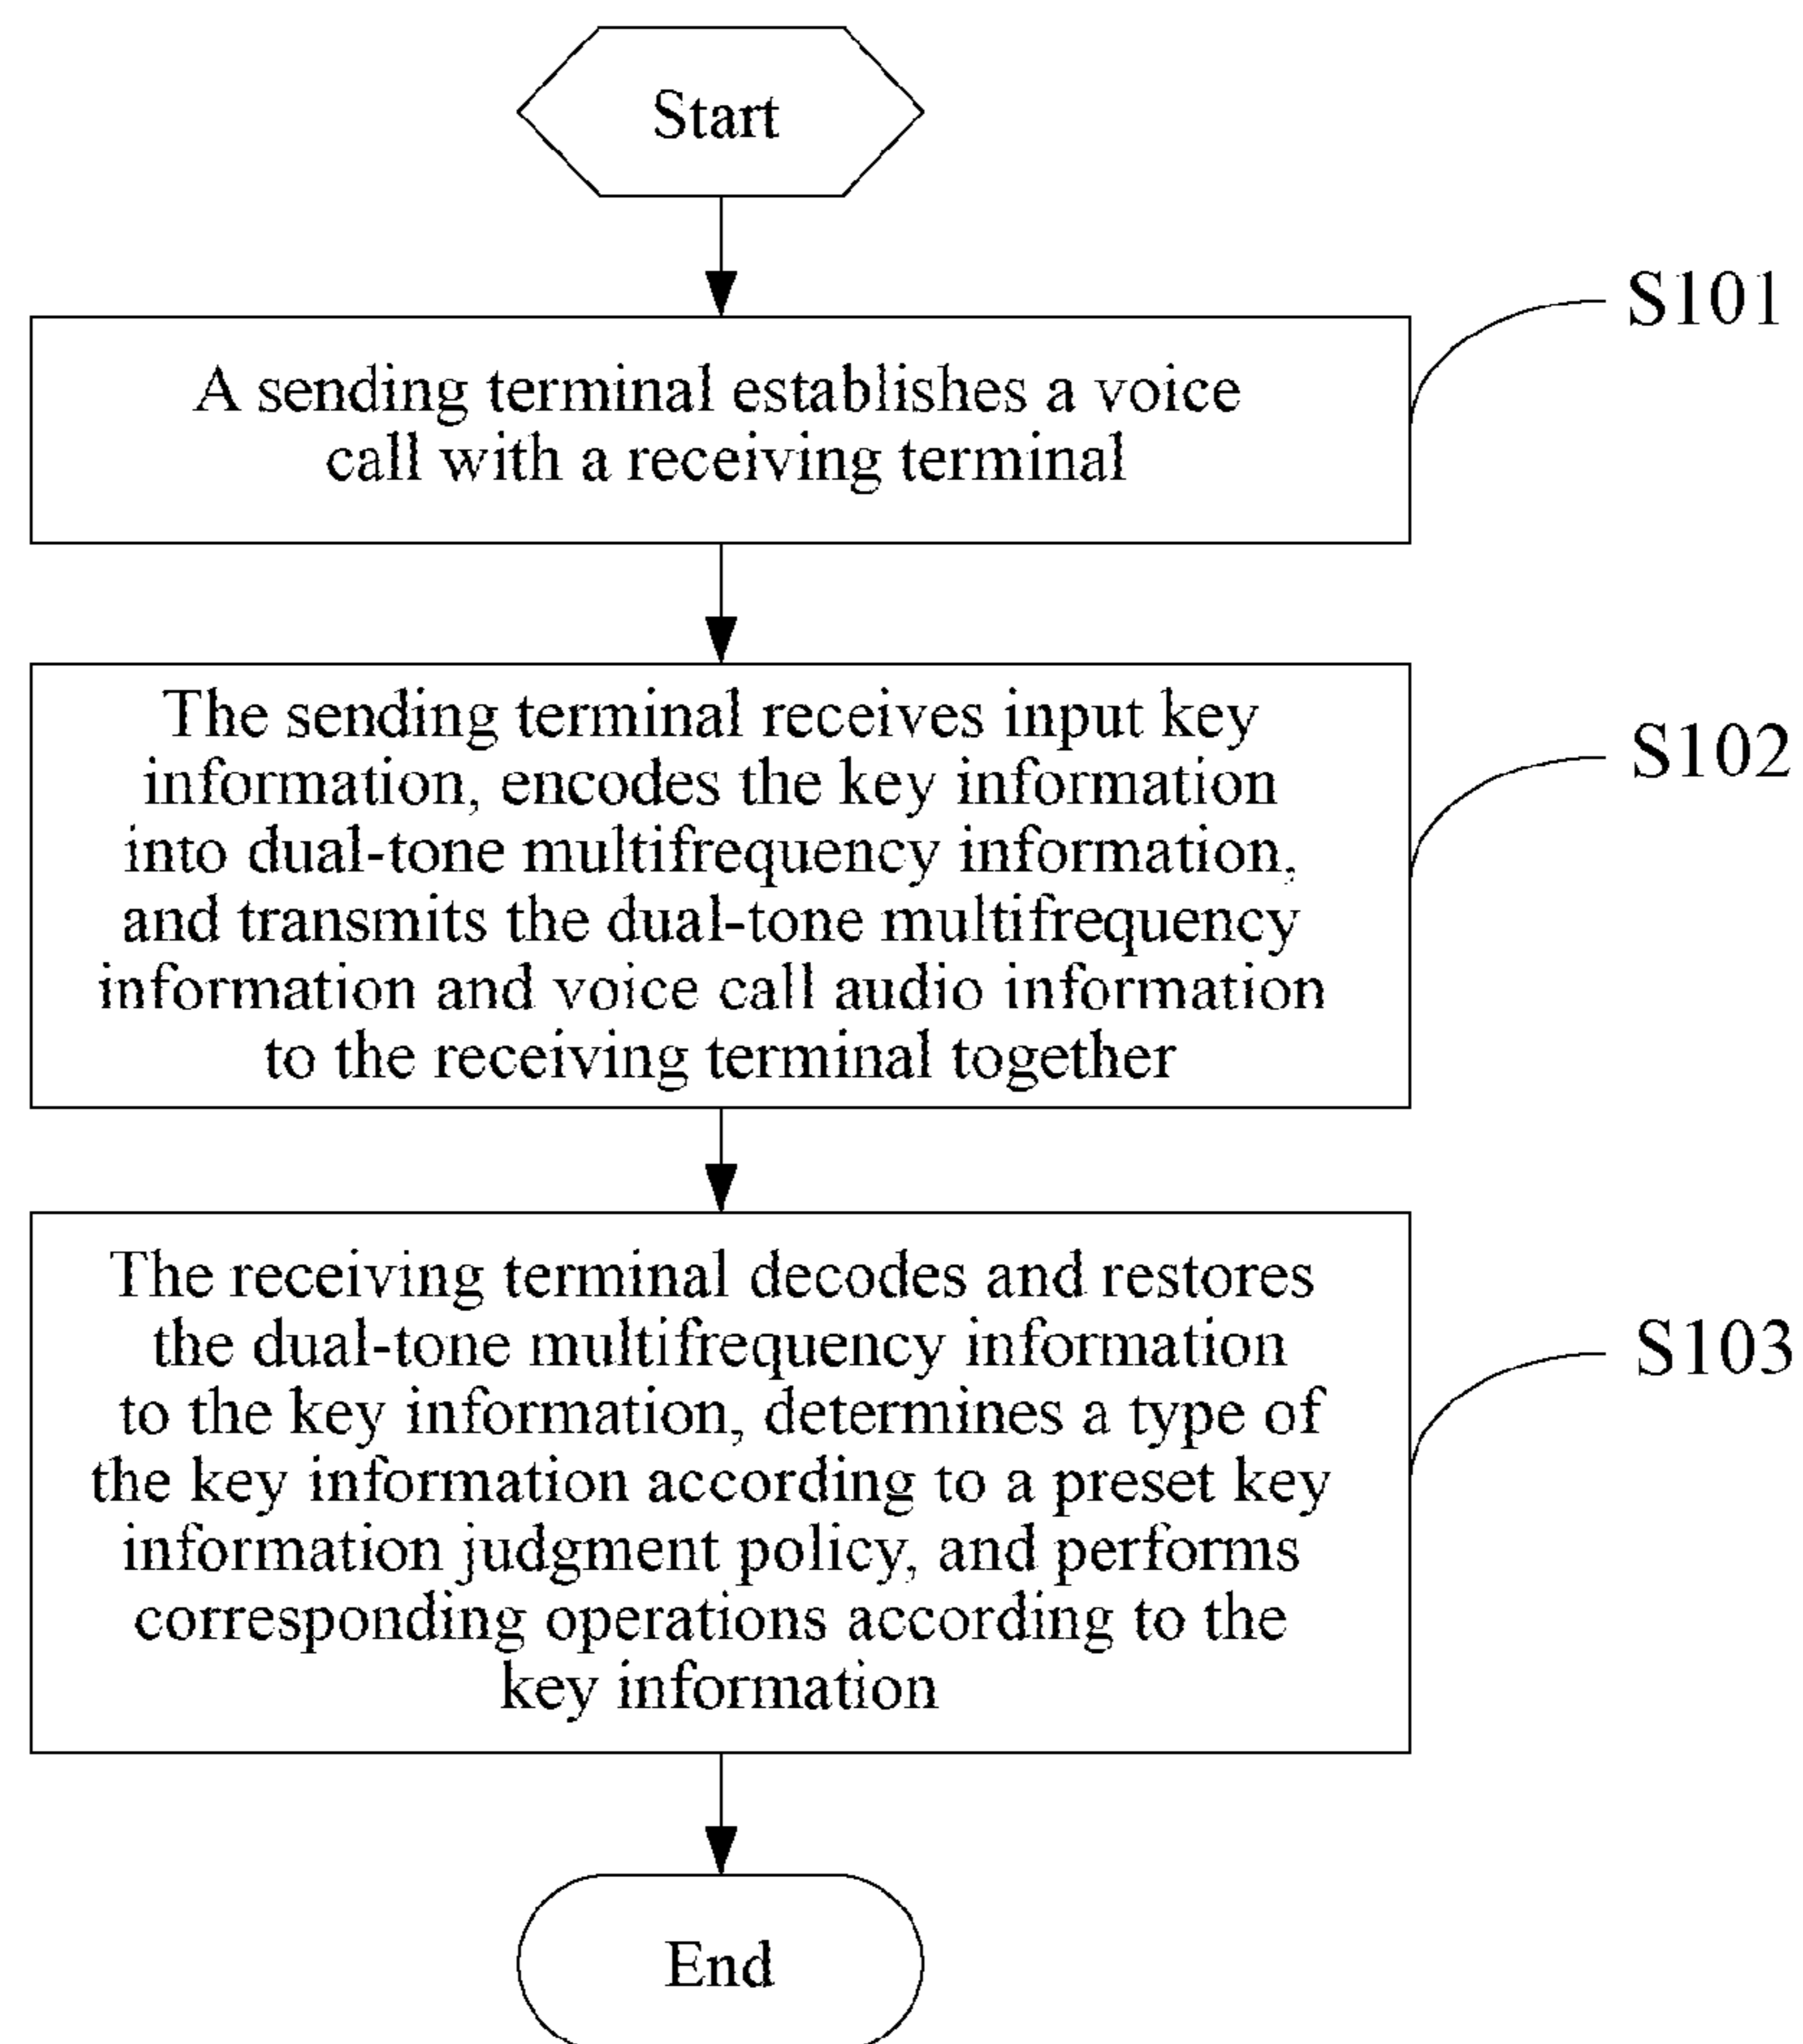 Start
S101
A sending terminal establishes a voice
call with a receiving terminal
The sending terminal receives input key
information, encodes the key information
into dual-tone multifrequency information,
and transmits the dual-tone multifrequency
information and voice call audio information
to the receiving terminal together
S102
The receiving terminal decodes and restores
the dual-tone multifrequency information
to the key information, determines a type of
the key information according to a preset key
information judgment policy, and performs
corresponding operations according to the
key information
S103
End